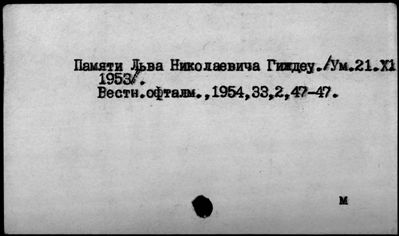 Памяти Льва Николаевича Гиждеу./Ум.21.XI
1953/.
Вестн.офталм.,1954,33,2,47-47.
м